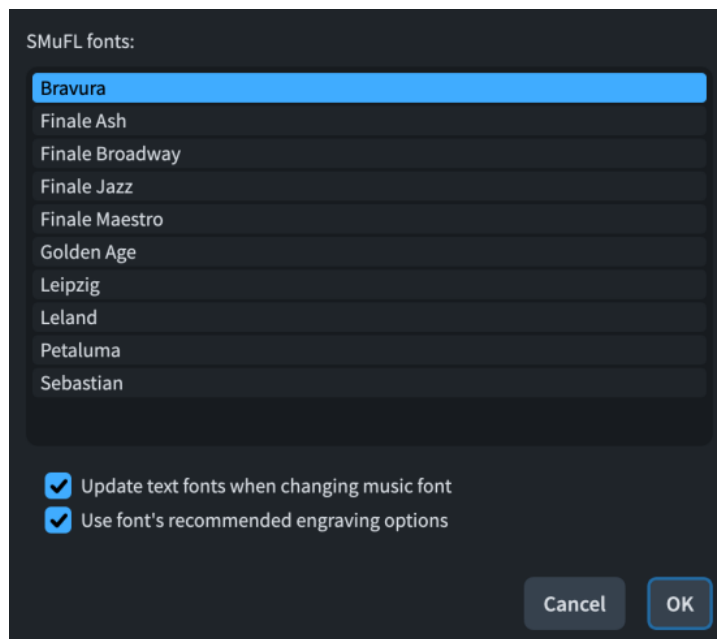 SMuFL fonts:
Bravura
Finale Ash
Finale Broadway
Finale Jazz
Finale Maestro
Golden Age
Leipzig
Leland
Petaluma
Sebastian
Update text fonts when changing music font
Use font's recommended engraving options
Cancel OK